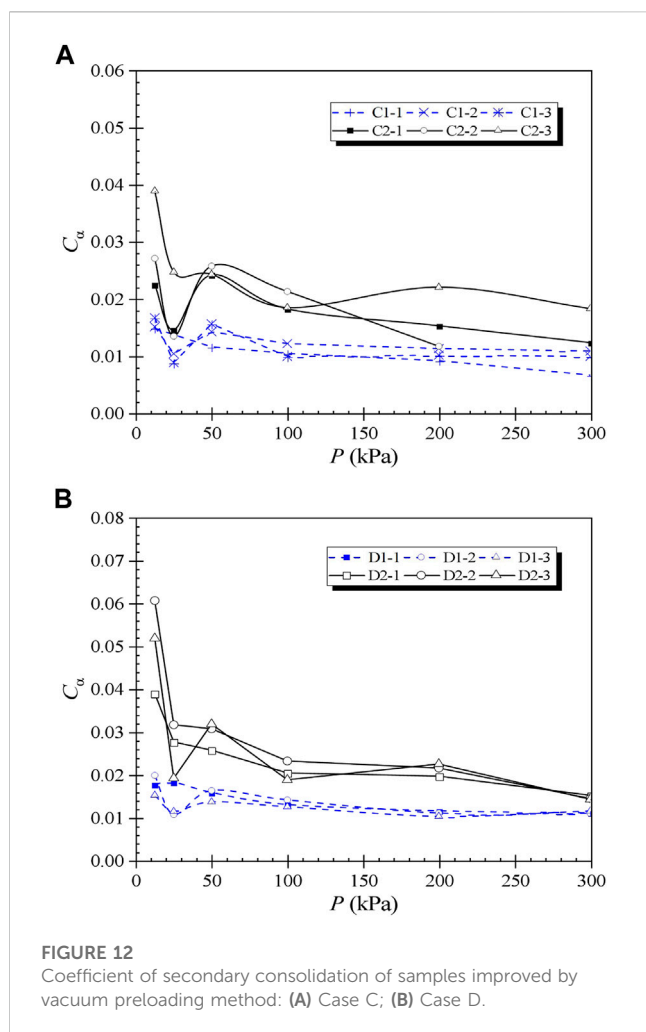 A
0.06
0.05
0.04
0.03
0.02
0.01
0.00
Cα
C1-1 C1-2 C1-3
C2-1 C2-2 C2-3
0 50 100 150 200 250 300
P (kPa)
B
0.08
0.07
0.06
0.05
0.04
0.03
0.02
0.01
0.00
Cα
D1-1 D1-2 D1-3
D2-1 D2-2 D2-3
0 50 100 150 200 250 300
P (kPa)
FIGURE 12
Coefficient of secondary consolidation of samples improved by
vacuum preloading method: (A) Case C; (B) Case D.